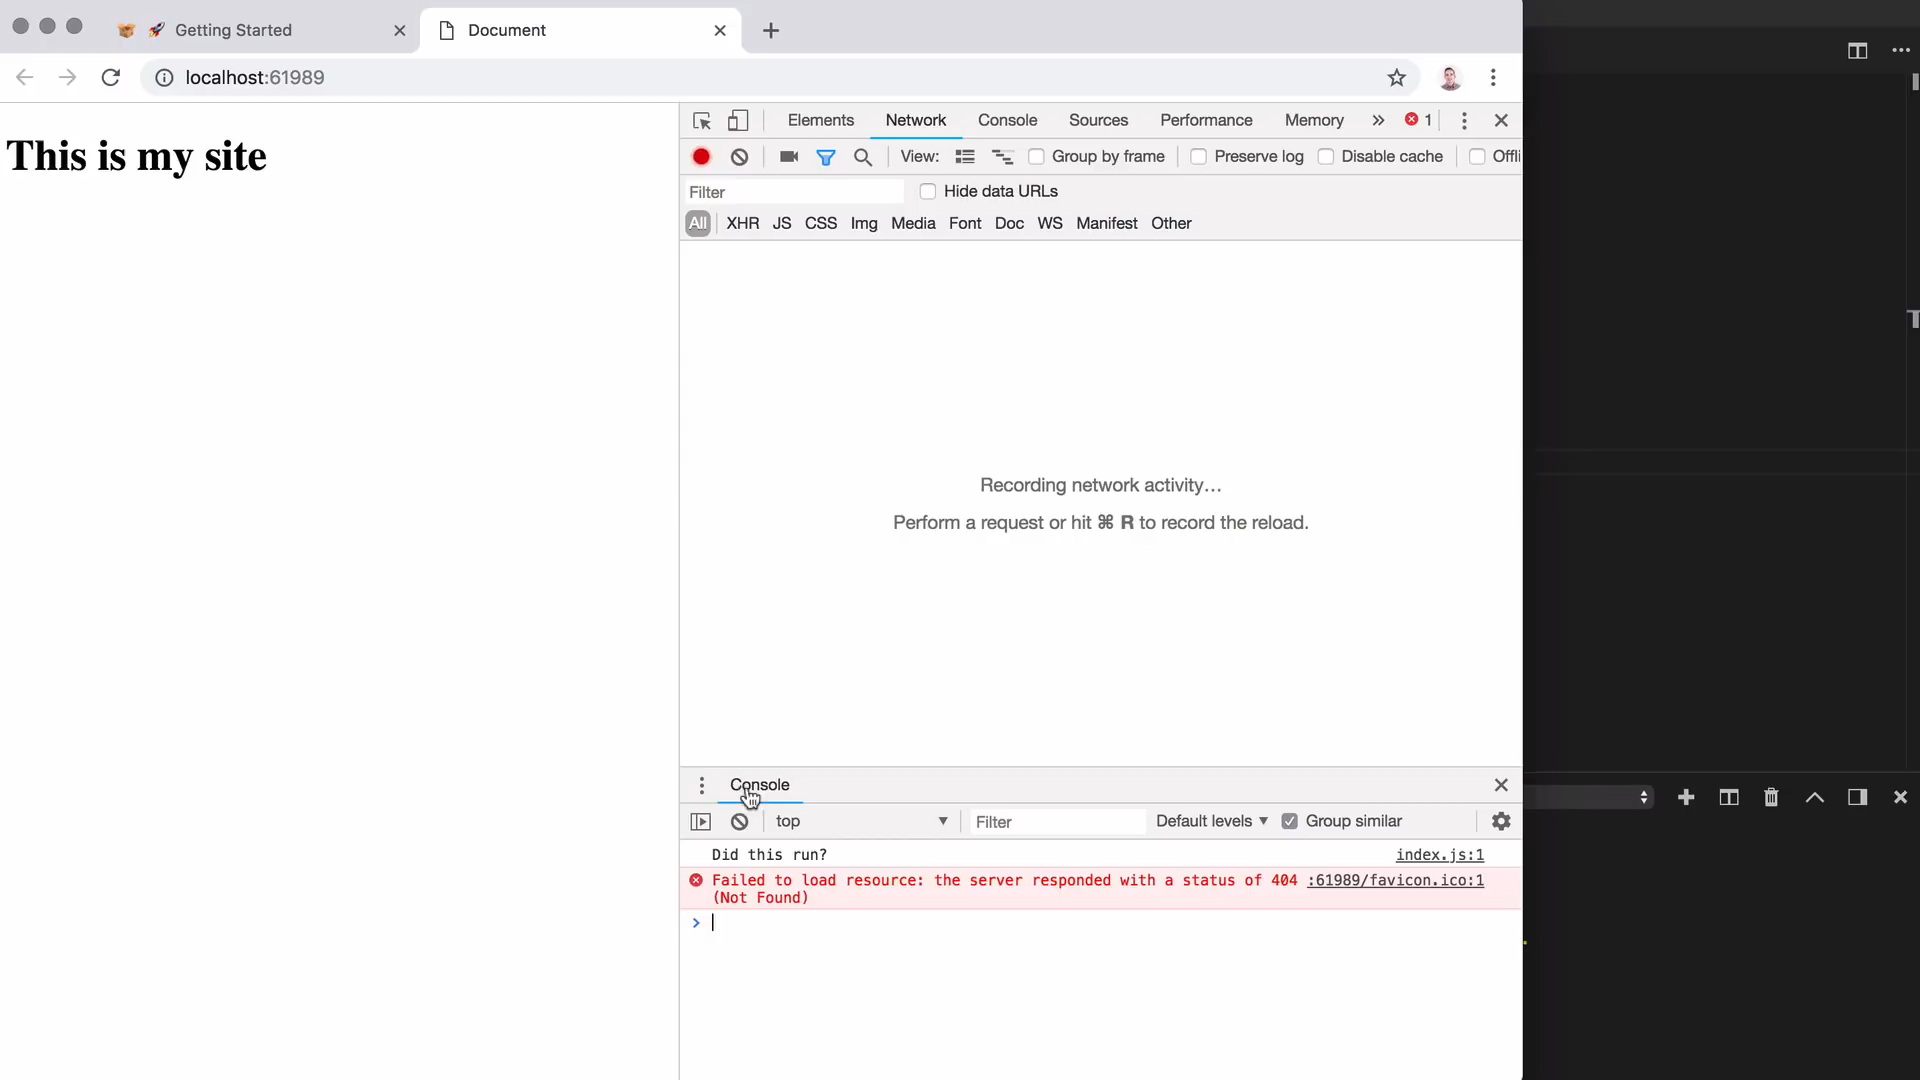 Getting Started
Document
localhost:61989
This is my site
Elements Network Console Sources Performance Memory » 1
View: Group by frame Preserve log Disable cache Offli
Filter Hide data URLs
All XHR JS CSS Img Media Font Doc WS Manifest Other
Recording network activity…
Perform a request or hit ⌘ R to record the reload.
Console
top Filter Default levels Group similar
Did this run? index.js:1
Failed to load resource: the server responded with a status of 404 :61989/favicon.ico:1
(Not Found)